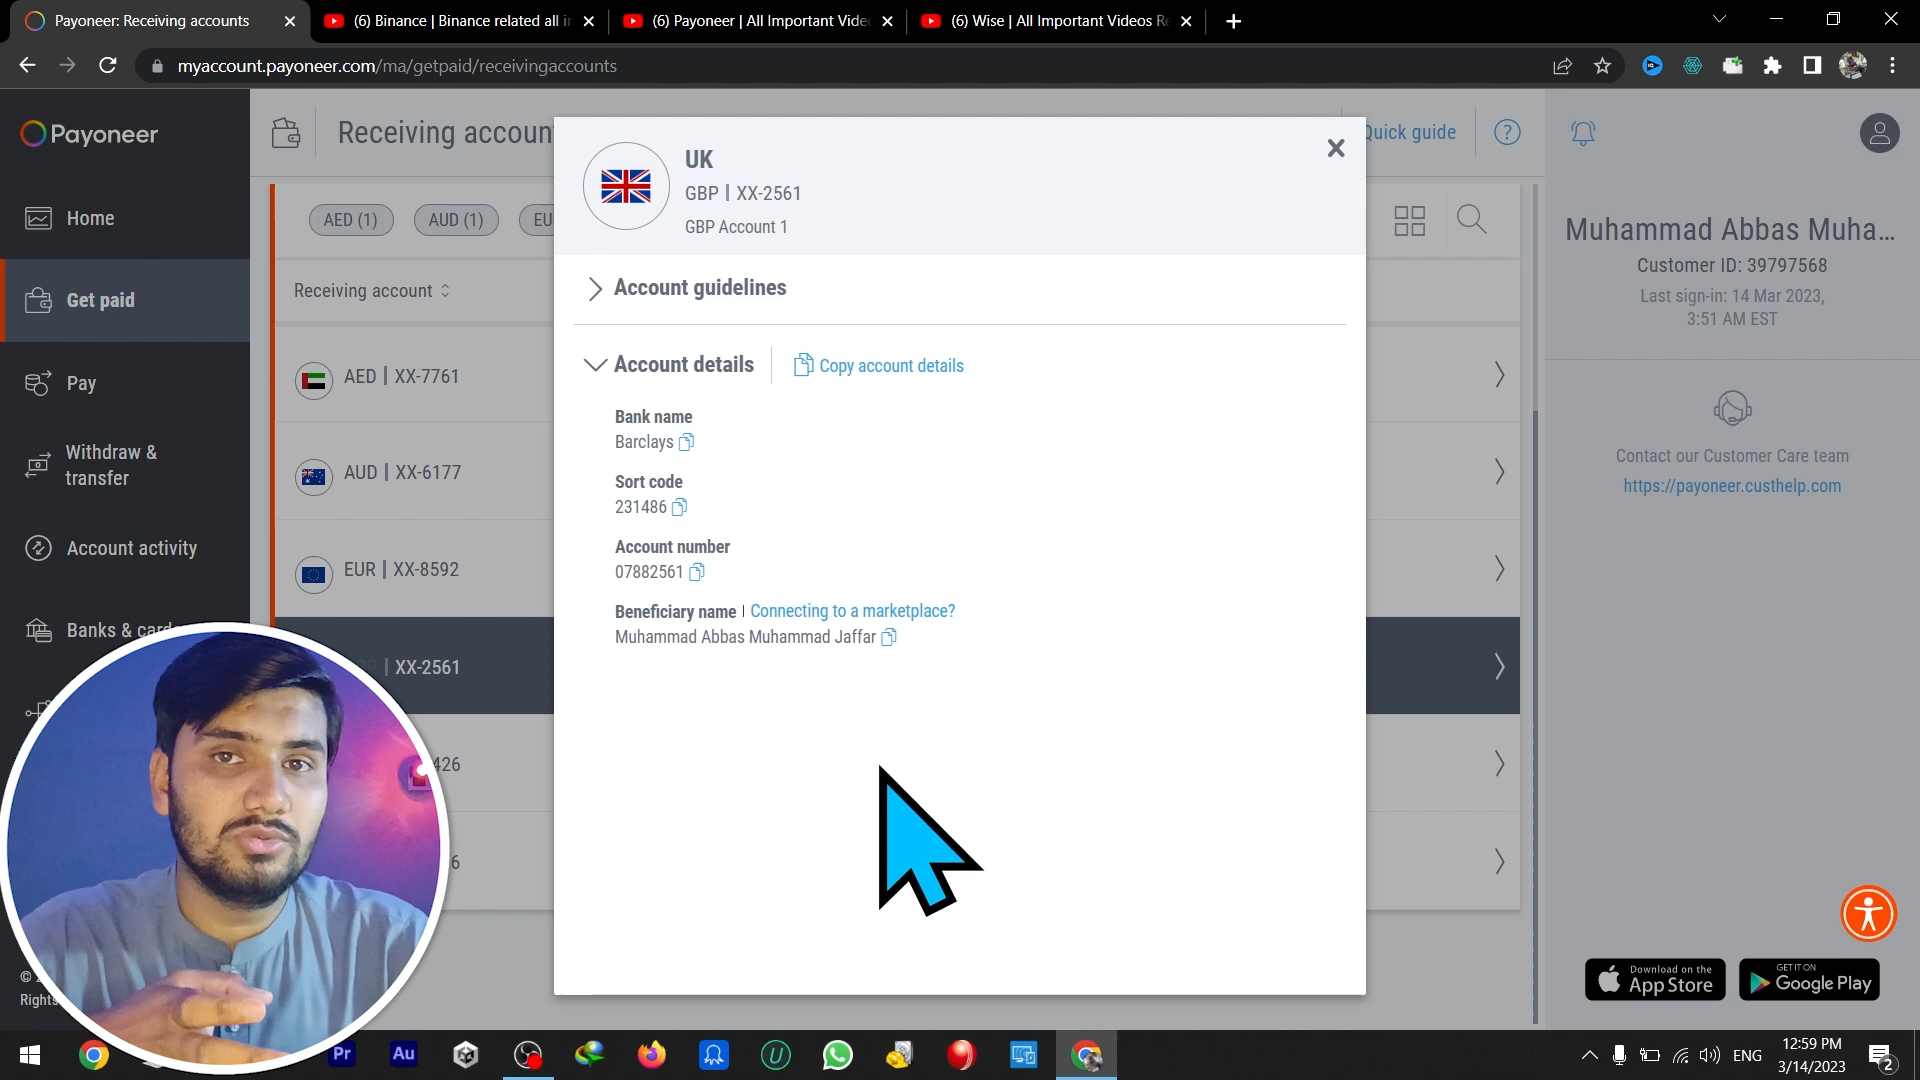 Payoneer: Receiving accounts
(6) Binance | Binance related all i
(6) Payoneer | All Important Vide
(6) Wise | All Important Videos Re
myaccount.payoneer.com/ma/getpaid/receivingaccounts
Payoneer
Home
Get paid
Pay
Withdraw &
transfer
Account activity
Banks & card
©
Rights
Receiving accoun
Quick guide
?
AED (1)
AUD (1)
EU
Receiving account
AED | XX-7761
AUD | XX-6177
EUR | XX-8592
| XX-2561
426
6
UK
GBP | XX-2561
GBP Account 1
Account guidelines
Account details
Copy account details
Bank name
Barclays
Sort code
231486
Account number
07882561
Beneficiary name | Connecting to a marketplace?
Muhammad Abbas Muhammad Jaffar
Muhammad Abbas Muha...
Customer ID: 39797568
Last sign-in: 14 Mar 2023,
3:51 AM EST
Contact our Customer Care team
https://payoneer.custhelp.com
Download on the
App Store
GET IT ON
Google Play
Pr
Au
U
ENG
12:59 PM
3/14/2023
2